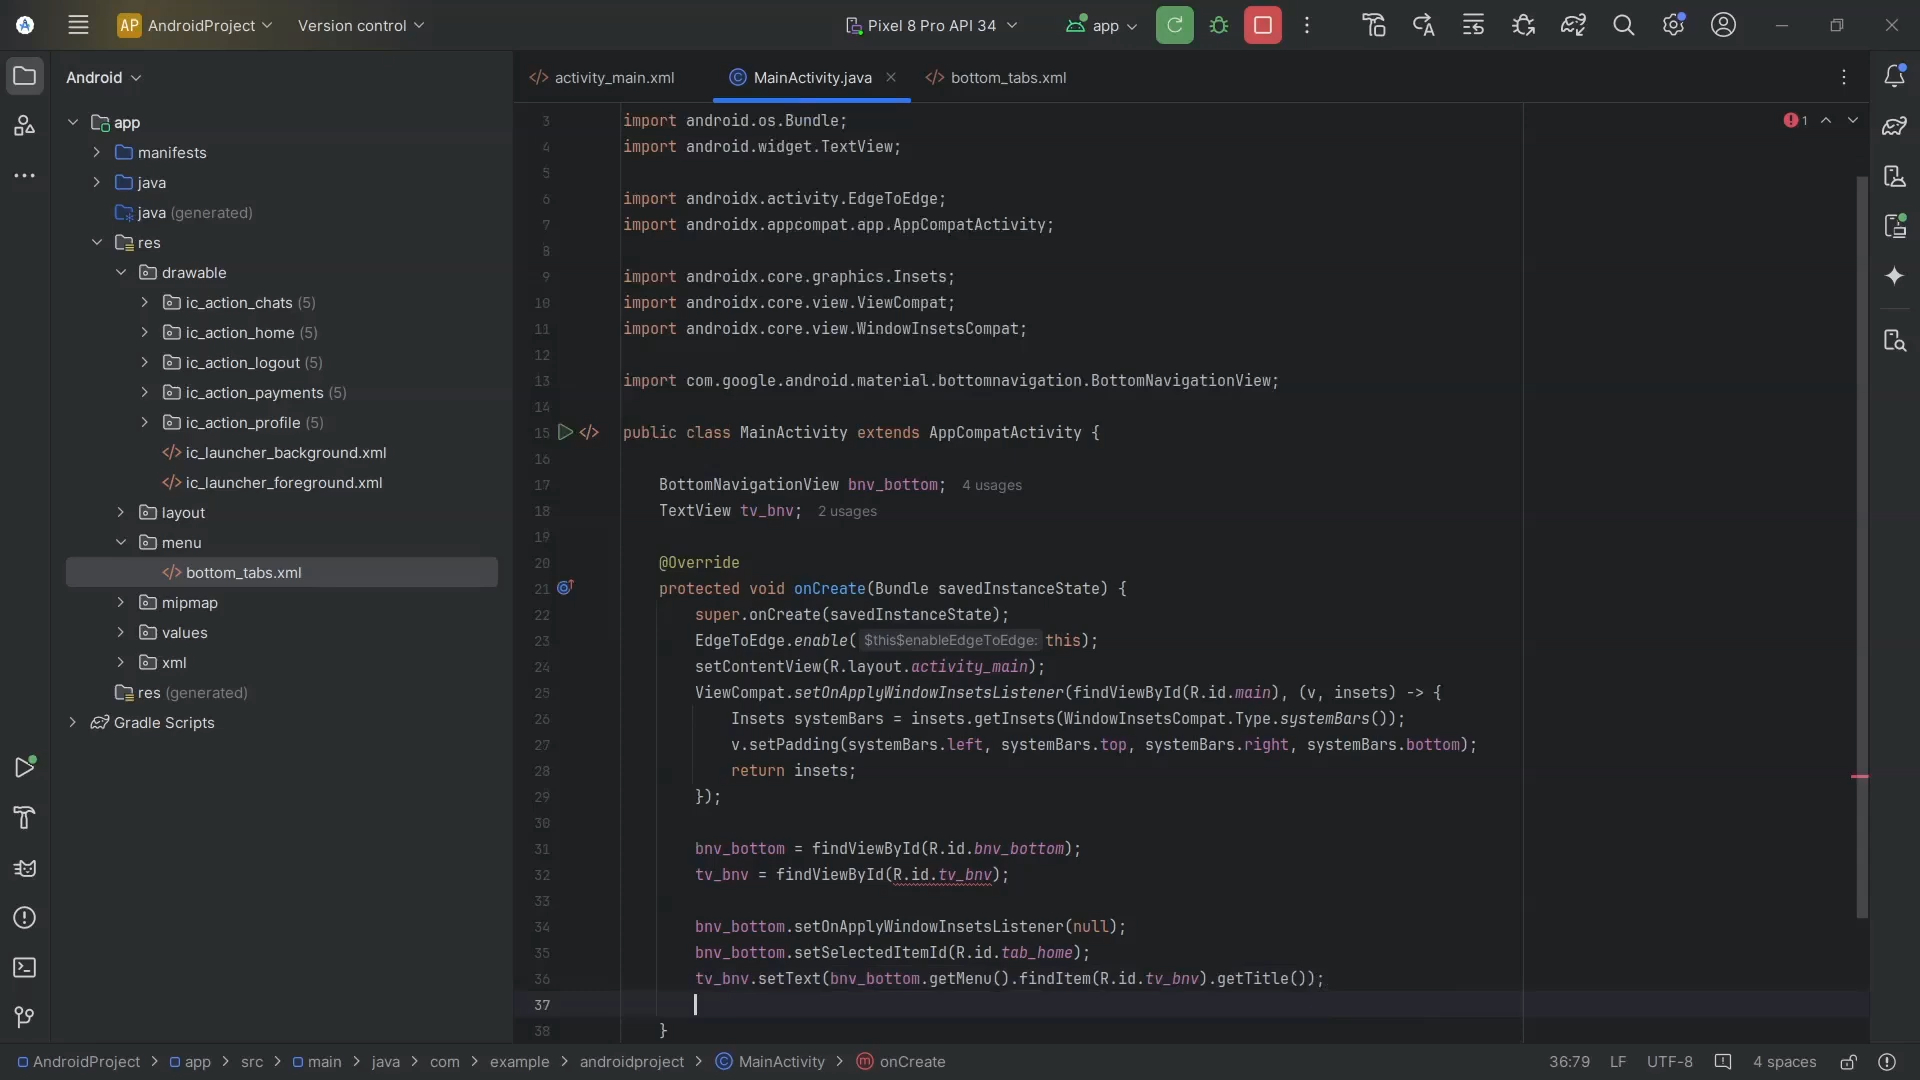 AP AndroidProject Version control Pixel 8 Pro API 34 app
Android
app
manifests
java
java (generated)
res
drawable
ic_action_chats (5)
ic_action_home (5)
ic_action_logout (5)
ic_action_payments (5)
ic_action_profile (5)
ic_launcher_background.xml
ic_launcher_foreground.xml
layout
menu
bottom_tabs.xml
mipmap
values
xml
res (generated)
Gradle Scripts
activity_main.xml MainActivity.java bottom_tabs.xml
1
3 import android.os.Bundle;
4 import android.widget.TextView;
5
6 import androidx.activity.EdgeToEdge;
7 import androidx.appcompat.app.AppCompatActivity;
8
9 import androidx.core.graphics.Insets;
10 import androidx.core.view.ViewCompat;
11 import androidx.core.view.WindowInsetsCompat;
12
13 import com.google.android.material.bottomnavigation.BottomNavigationView;
14
15 public class MainActivity extends AppCompatActivity {
16
17 BottomNavigationView bnv_bottom; 4 usages
18 TextView tv_bnv; 2 usages
19
20 @Override
21 protected void onCreate(Bundle savedInstanceState) {
22 super.onCreate(savedInstanceState);
23 EdgeToEdge.enable( $this$enableEdgeToEdge: this);
24 setContentView(R.layout.activity_main);
25 ViewCompat.setOnApplyWindowInsetsListener(findViewById(R.id.main), (v, insets) -> {
26 Insets systemBars = insets.getInsets(WindowInsetsCompat.Type.systemBars());
27 v.setPadding(systemBars.left, systemBars.top, systemBars.right, systemBars.bottom);
28 return insets;
29 });
30
31 bnv_bottom = findViewById(R.id.bnv_bottom);
32 tv_bnv = findViewById(R.id.tv_bnv);
33
34 bnv_bottom.setOnApplyWindowInsetsListener(null);
35 bnv_bottom.setSelectedItemId(R.id.tab_home);
36 tv_bnv.setText(bnv_bottom.getMenu().findItem(R.id.tv_bnv).getTitle());
37
38 }
AndroidProject > app > src > main > java > com > example > androidproject > MainActivity > onCreate 36:79 LF UTF-8 4 spaces